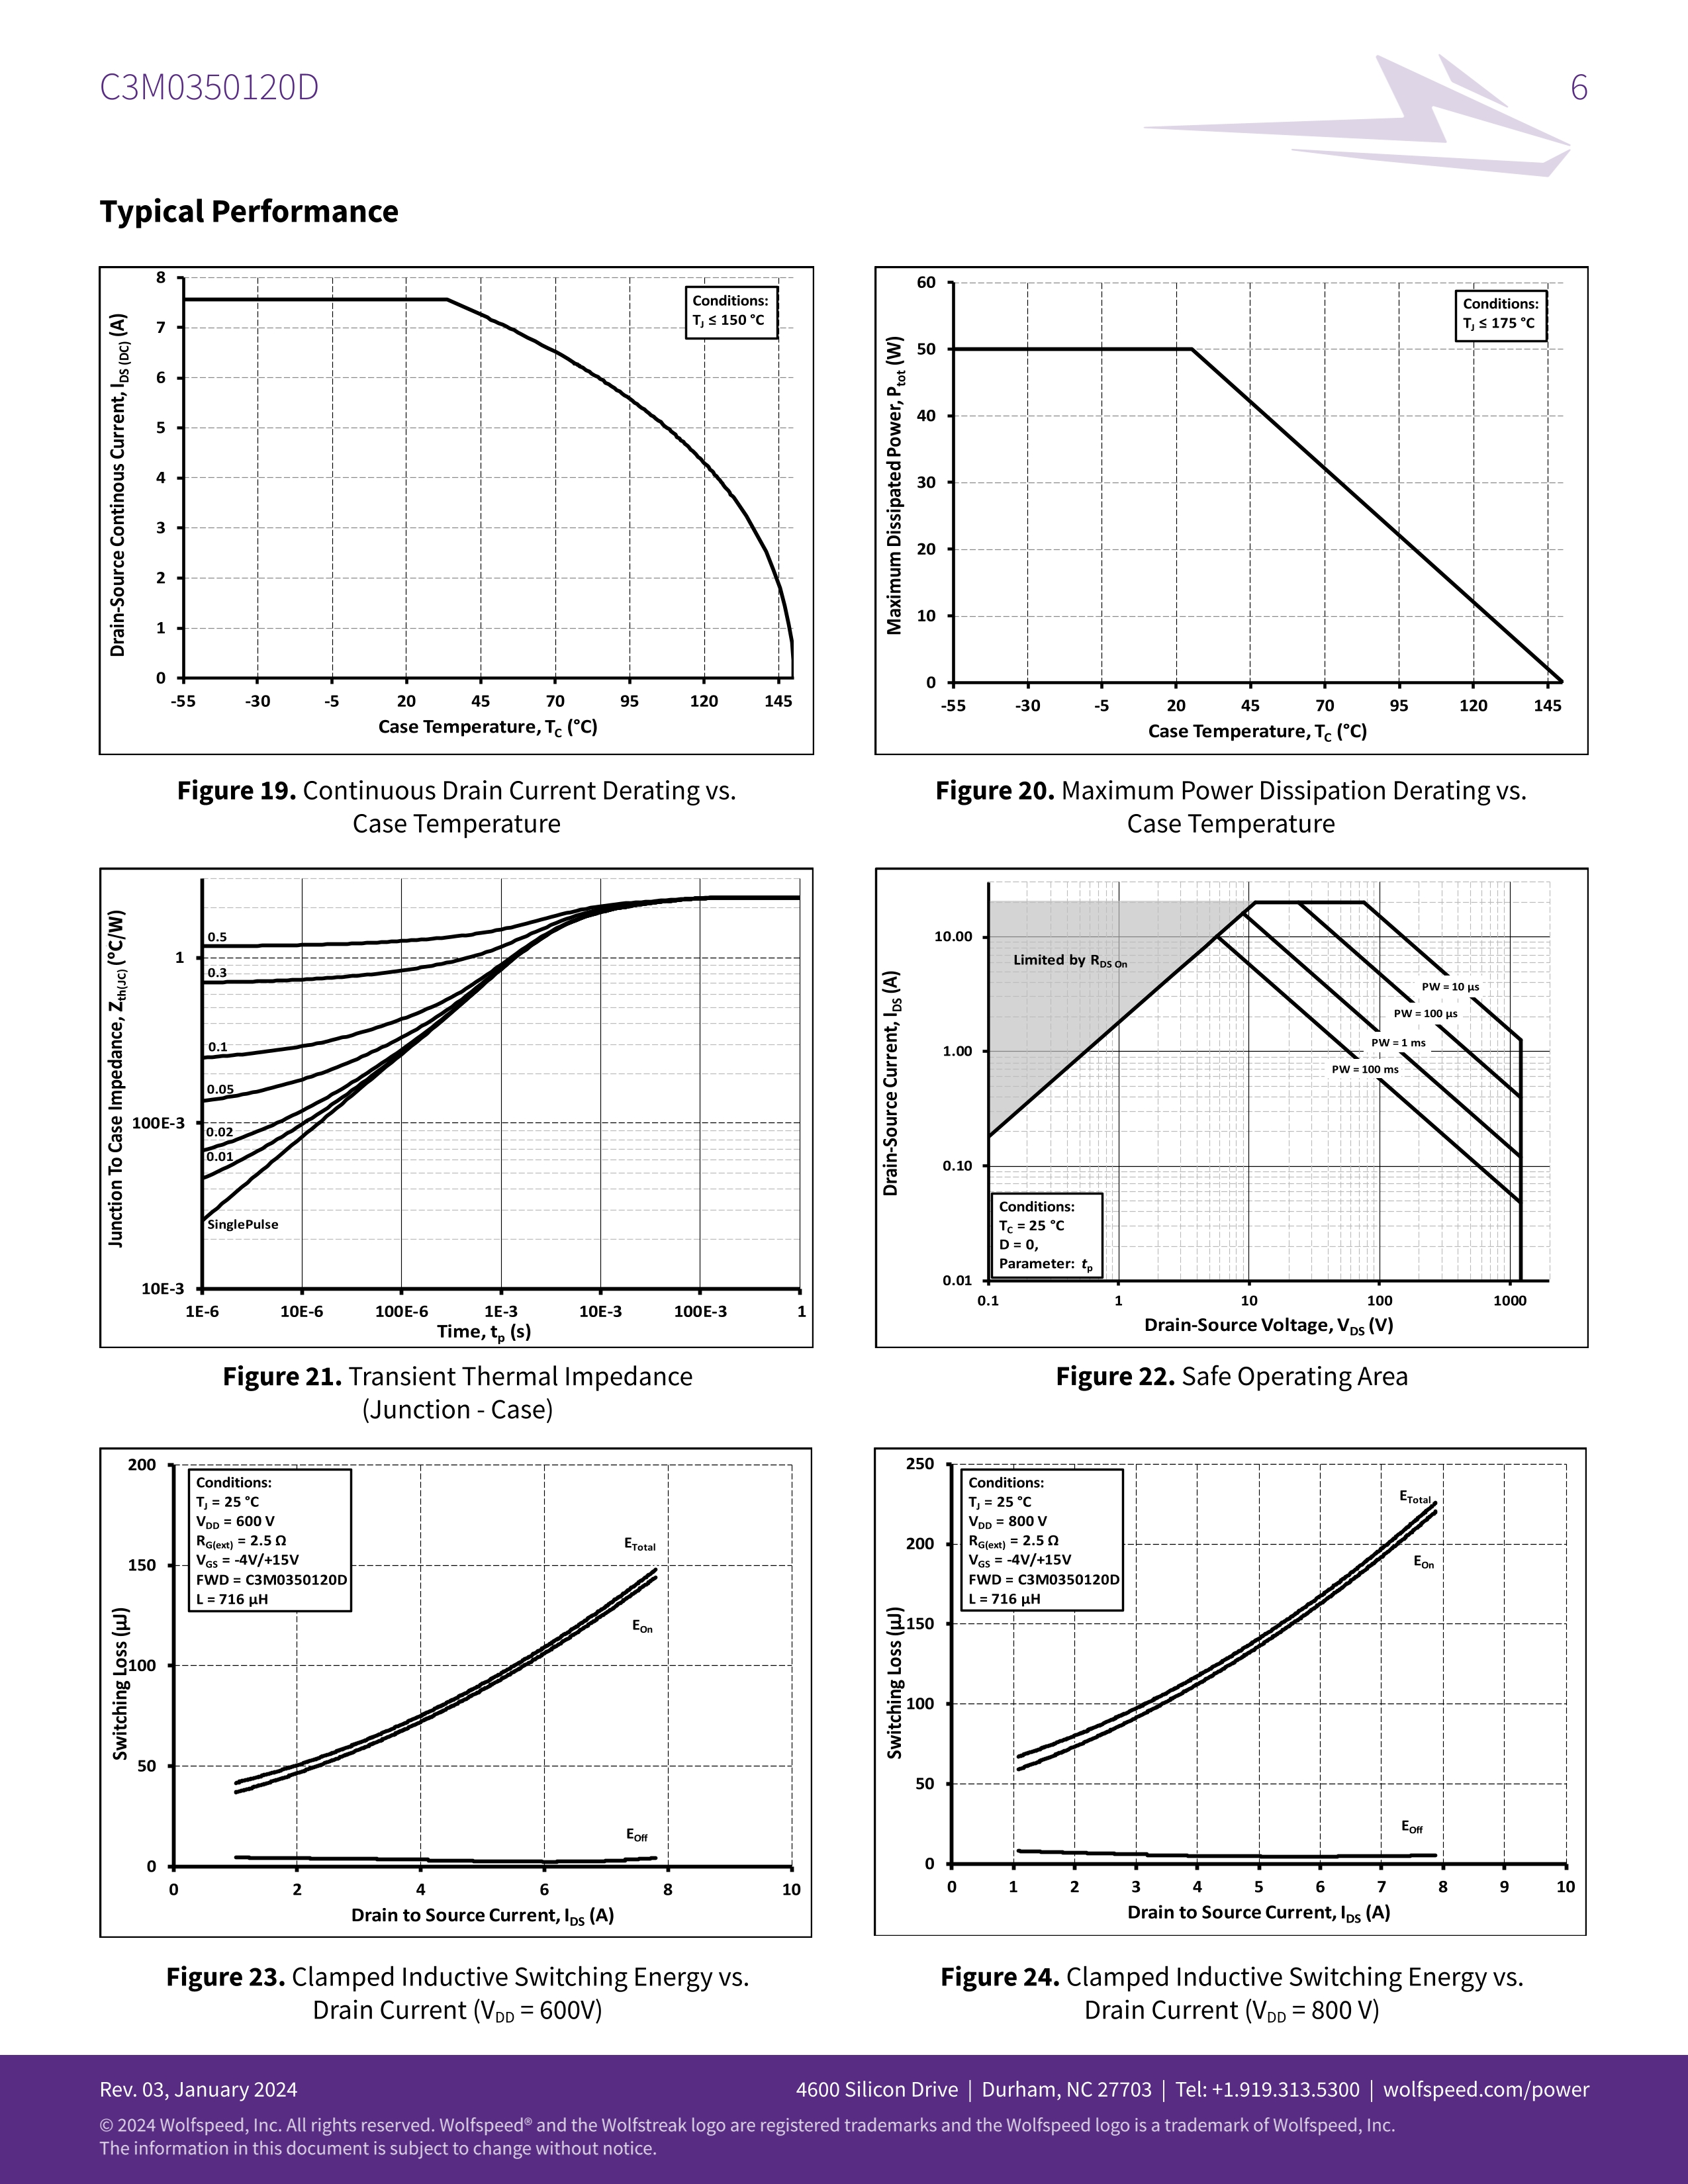 C3M0350120D
6
Typical Performance
8
7
6
5
4
3
2
1
0
-55 -30 -5 20 45 70 95 120 145
Drain-Source Continous Current, IDS (DC) (A)
Case Temperature, TC (°C)
Conditions:
TJ ≤ 150 °C
Figure 19. Continuous Drain Current Derating vs.
Case Temperature
60
50
40
30
20
10
0
-55 -30 -5 20 45 70 95 120 145
Maximum Dissipated Power, Ptot (W)
Case Temperature, TC (°C)
Conditions:
TJ ≤ 175 °C
Figure 20. Maximum Power Dissipation Derating vs.
Case Temperature
Junction To Case Impedance, Zth(JC) (°C/W)
1
100E-3
10E-3
0.5
0.3
0.1
0.05
0.02
0.01
SinglePulse
1E-6 10E-6 100E-6 1E-3 10E-3 100E-3 1
Time, tp (s)
Figure 21. Transient Thermal Impedance
(Junction - Case)
Drain-Source Current, IDS (A)
10.00
1.00
0.10
0.01
Limited by RDS On
PW = 10 µs
PW = 100 µs
PW = 1 ms
PW = 100 ms
Conditions:
TC = 25 °C
D = 0,
Parameter: tp
0.1 1 10 100 1000
Drain-Source Voltage, VDS (V)
Figure 22. Safe Operating Area
Switching Loss (µJ)
200
150
100
50
0
Conditions:
TJ = 25 °C
VDD = 600 V
RG(ext) = 2.5 Ω
VGS = -4V/+15V
FWD = C3M0350120D
L = 716 µH
ETotal
EOn
EOff
0 2 4 6 8 10
Drain to Source Current, IDS (A)
Figure 23. Clamped Inductive Switching Energy vs.
Drain Current (VDD = 600V)
Switching Loss (µJ)
250
200
150
100
50
0
Conditions:
TJ = 25 °C
VDD = 800 V
RG(ext) = 2.5 Ω
VGS = -4V/+15V
FWD = C3M0350120D
L = 716 µH
ETotal
EOn
EOff
0 1 2 3 4 5 6 7 8 9 10
Drain to Source Current, IDS (A)
Figure 24. Clamped Inductive Switching Energy vs.
Drain Current (VDD = 800 V)
Rev. 03, January 2024
4600 Silicon Drive | Durham, NC 27703 | Tel: +1.919.313.5300 | wolfspeed.com/power
© 2024 Wolfspeed, Inc. All rights reserved. Wolfspeed® and the Wolfstreak logo are registered trademarks and the Wolfspeed logo is a trademark of Wolfspeed, Inc.
The information in this document is subject to change without notice.